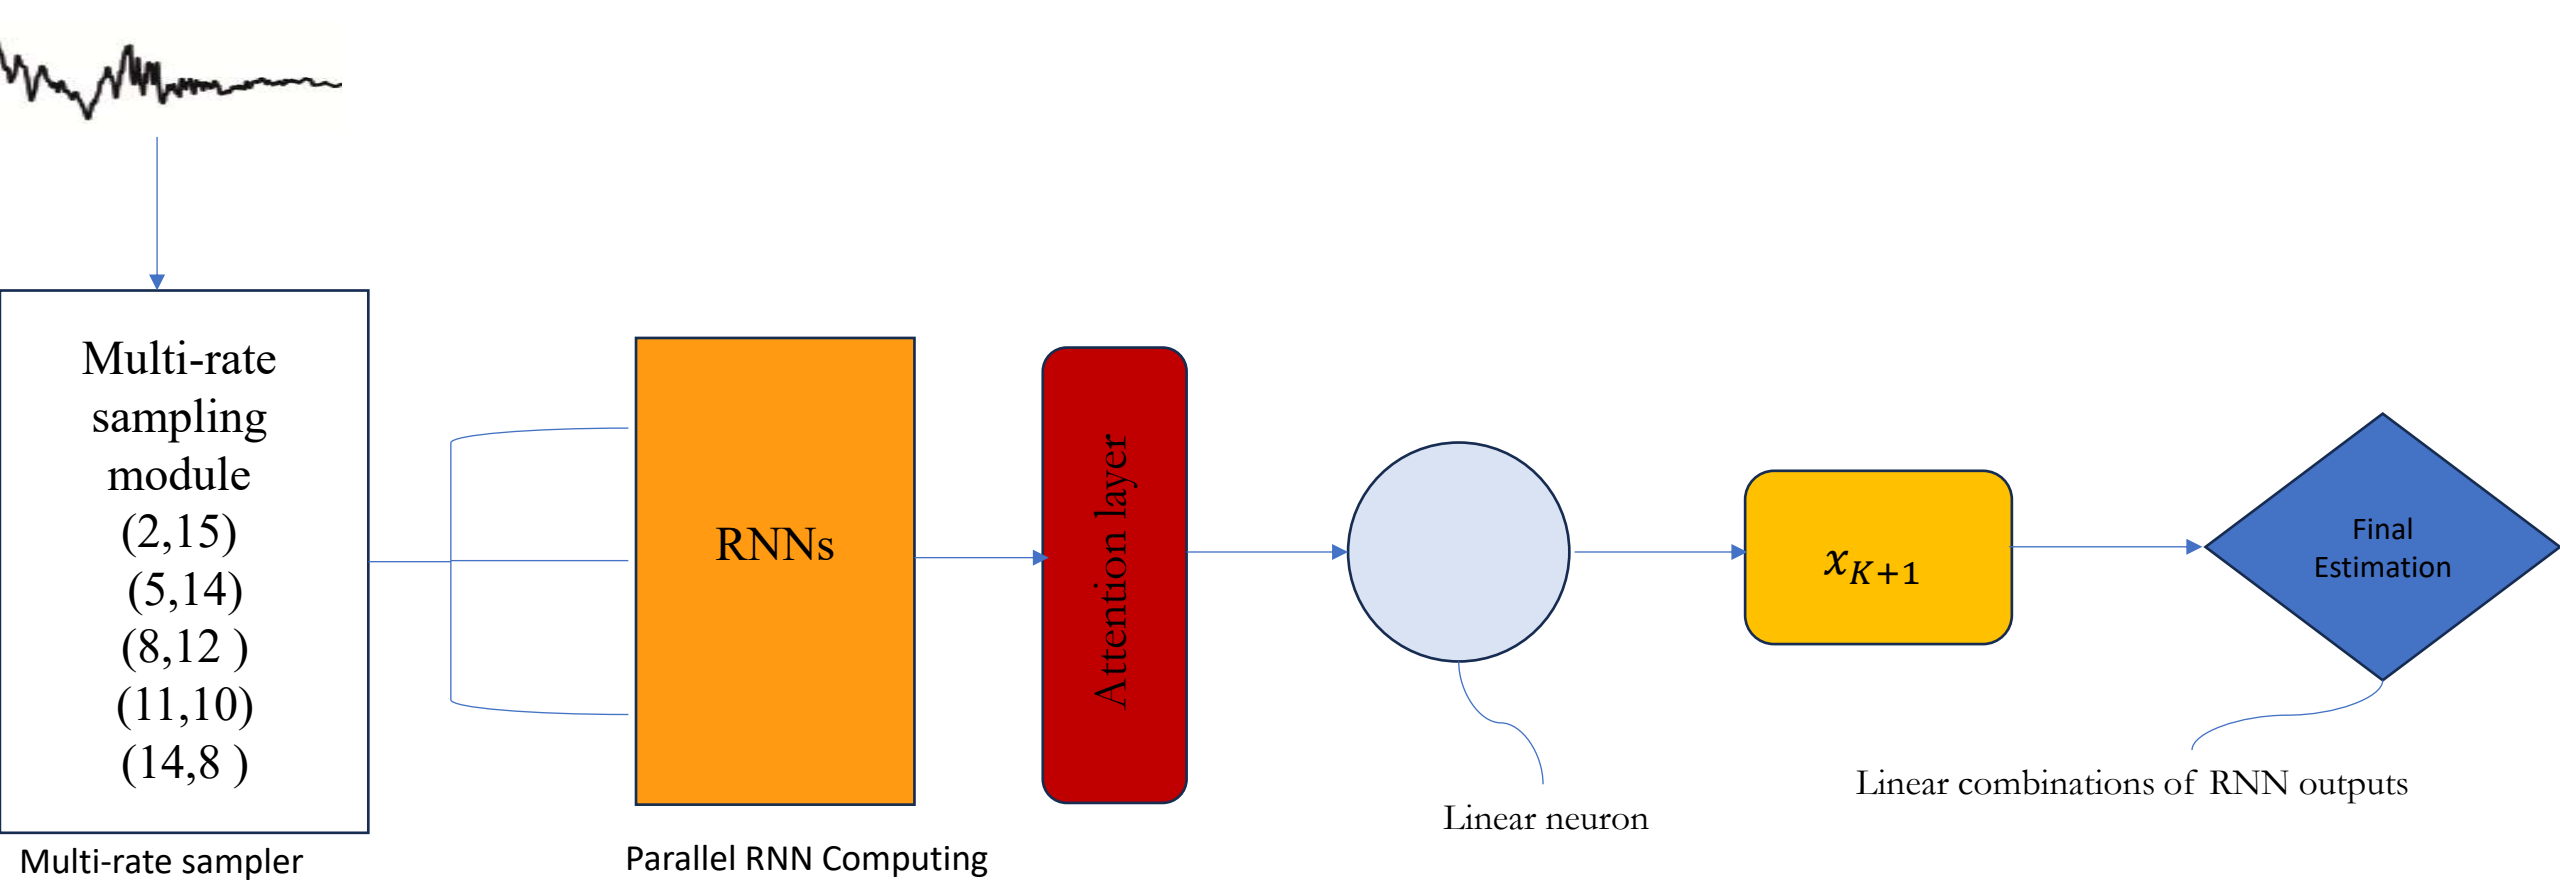 Multi-rate
sampling
module
(2,15)
(5,14)
(8,12 )
(11,10)
(14,8 )
Multi-rate sampler
RNNs
Parallel RNN Computing
Attention layer
Linear neuron
x_{K+1}
Final
Estimation
Linear combinations of RNN outputs